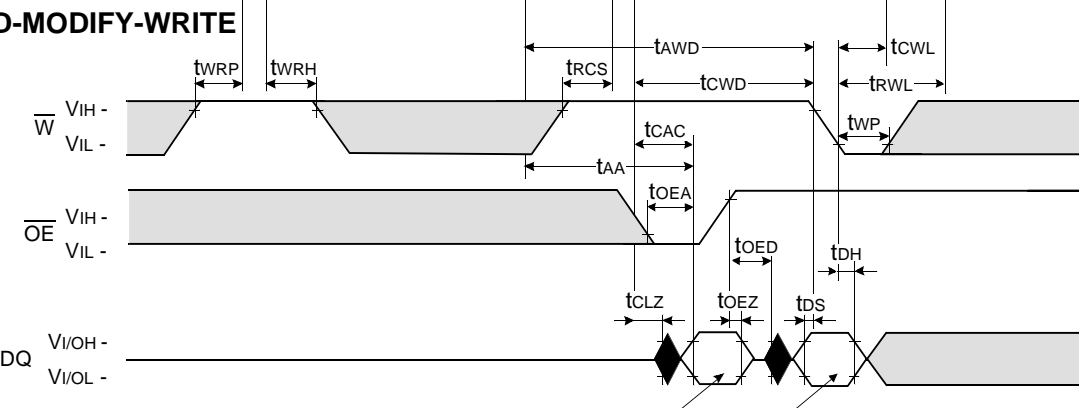 D-MODIFY-WRITE
tAWD tCWL
tWRP tWRH tRCS tCWD tRWL
W VIH -
VIL -
tWP
tCAC
tAA
tOEA
OE VIH -
VIL -
tOED tDH
tCLZ tOEZ tDS
DQ VI/OH -
VI/OL -